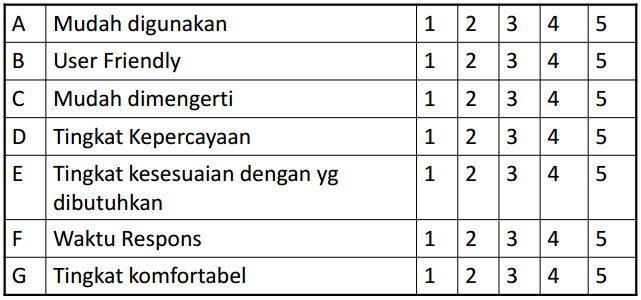 A Mudah digunakan 1 2 3 4 5
B User Friendly 1 2 3 4 5
C Mudah dimengerti 1 2 3 4 5
D Tingkat Kepercayaan 1 2 3 4 5
E Tingkat kesesuaian dengan yg 1 2 3 4 5
dibutuhkan
F Waktu Respons 1 2 3 4 5
G Tingkat komfortabel 1 2 3 4 5